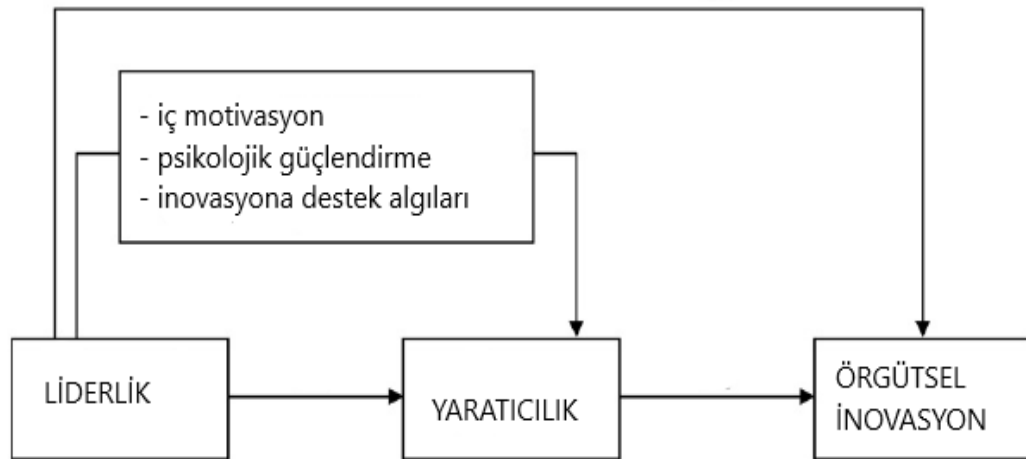 - iç motivasyon
- psikolojik güçlendirme
- inovasyona destek algıları
LİDERLİK
YARATICILIK
ÖRGÜTSEL
İNOVASYON